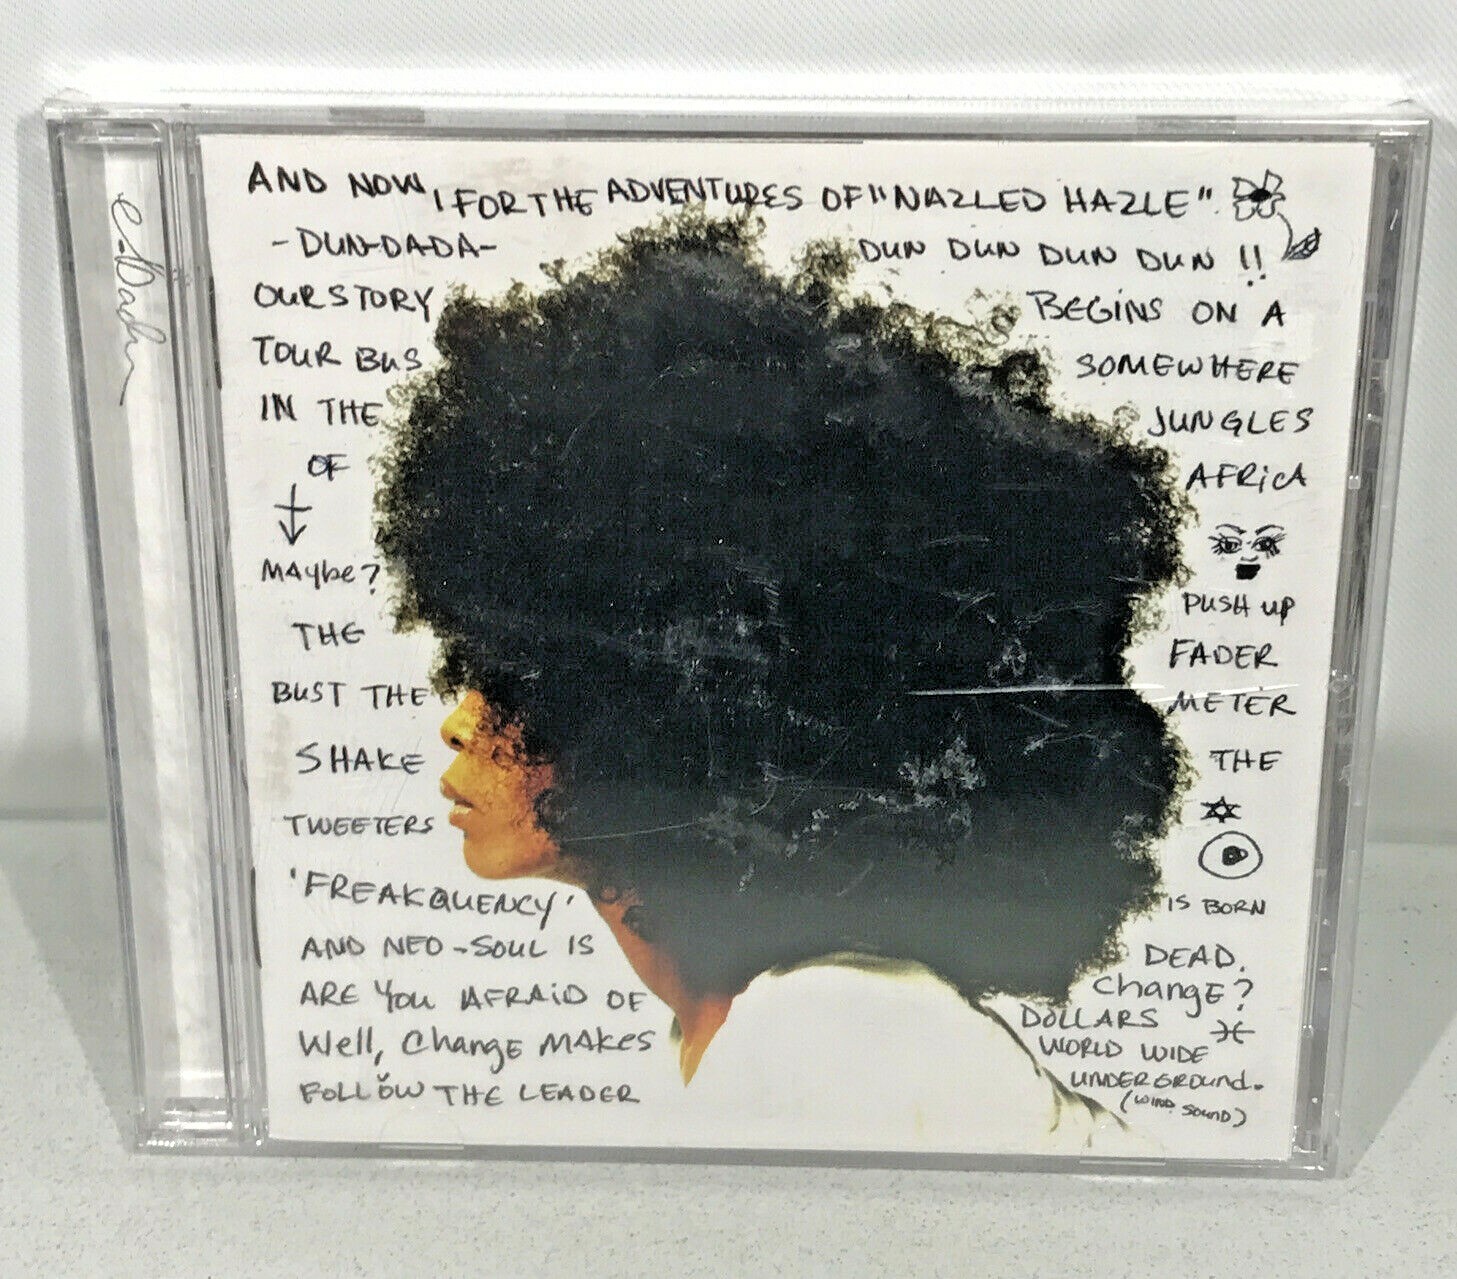 e. Badu
AND NOW, FOR THE ADVENTURES OF "NAZLED HAZLE".
-DUN-DA-DA- DUN DUN DUN DUN !!
OUR STORY BEGINS ON A
TOUR BUS SOMEWHERE
IN THE JUNGLES
OF AFRICA
MAYbe?
THE PUSH UP
BUST THE FADER
SHAKE METER
TWEETERS THE
'FREAKQUENCY' IS BORN
AND NEO-SOUL IS DEAD.
ARE YOU AFRAID OF Change?
Well, Change MAKES DOLLARS
FOLLOW THE LEADER WORLD WIDE
UNDERGROUND.
(WIND SOUND)